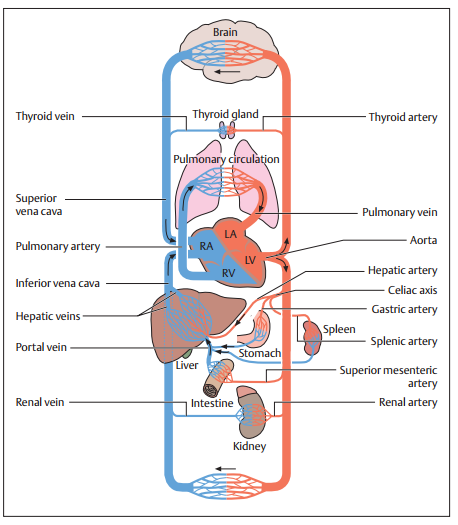 Brain
Thyroid vein
Thyroid gland
Thyroid artery
Pulmonary circulation
Superior
vena cava
Pulmonary vein
LA
RA
Aorta
Pulmonary artery
LV
RV
Hepatic artery
Inferior vena cava
Celiac axis
Gastric artery
Hepatic veins
Spleen
Splenic artery
Portal vein
Stomach
Liver
Superior mesenteric
artery
Renal vein
Intestine
Renal artery
Kidney